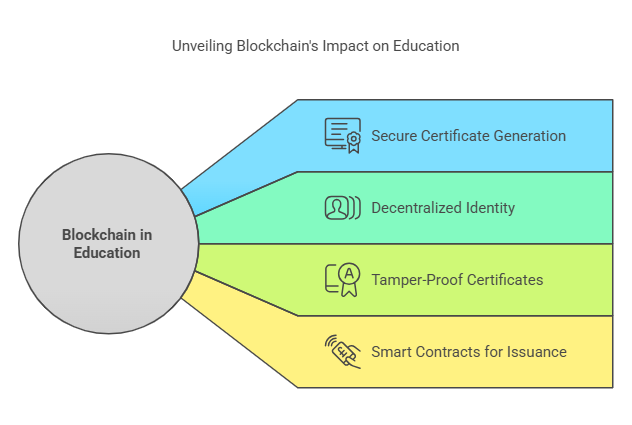 Unveiling Blockchain's Impact on Education
Blockchain in
Education
Secure Certificate Generation
Decentralized Identity
A
Tamper-Proof Certificates
Smart Contracts for Issuance